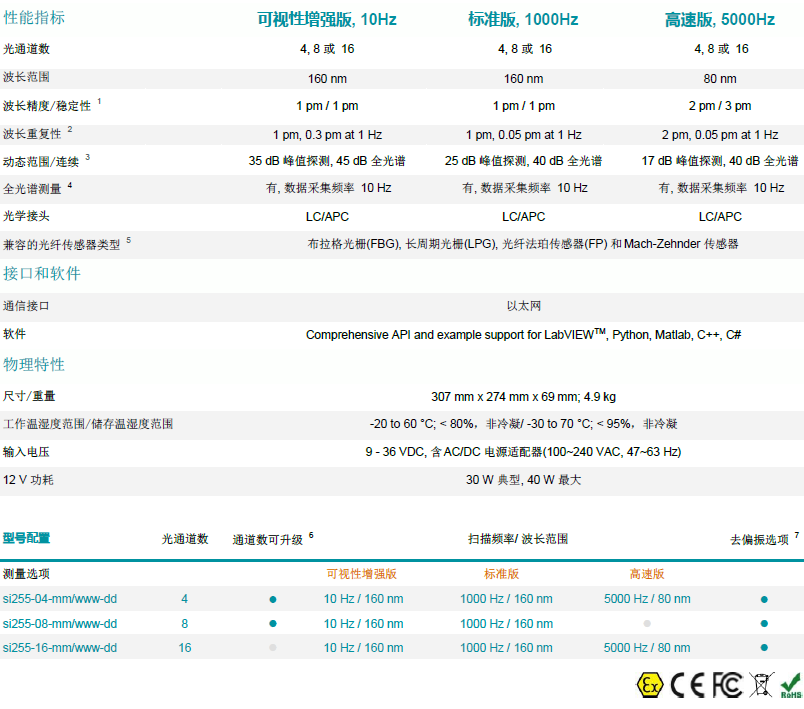 性能指标 可视性增强版, 10Hz 标准版, 1000Hz 高速版, 5000Hz
光通道数 4, 8 或 16 4, 8 或 16 4, 8 或 16
波长范围 160 nm 160 nm 80 nm
波长精度/稳定性 1 1 pm / 1 pm 1 pm / 1 pm 2 pm / 3 pm
波长重复性 2 1 pm, 0.3 pm at 1 Hz 1 pm, 0.05 pm at 1 Hz 2 pm, 0.05 pm at 1 Hz
动态范围/连续 3 35 dB 峰值探测, 45 dB 全光谱 25 dB 峰值探测, 40 dB 全光谱 17 dB 峰值探测, 40 dB 全光谱
全光谱测量 4 有, 数据采集频率 10 Hz 有, 数据采集频率 10 Hz 有, 数据采集频率 10 Hz
光学接头 LC/APC LC/APC LC/APC
兼容的光纤传感器类型 5 布拉格光栅(FBG), 长周期光栅(LPG), 光纤法珀传感器(FP) 和 Mach-Zehnder 传感器
接口和软件
通信接口 以太网
软件 Comprehensive API and example support for LabVIEW™, Python, Matlab, C++, C#
物理特性
尺寸/重量 307 mm x 274 mm x 69 mm; 4.9 kg
工作温湿度范围/储存温湿度范围 -20 to 60 °C; < 80%，非冷凝/ -30 to 70 °C; < 95%，非冷凝
输入电压 9 - 36 VDC, 含 AC/DC 电源适配器(100~240 VAC, 47~63 Hz)
12 V 功耗 30 W 典型, 40 W 最大
型号配置 光通道数 通道数可升级 6 扫描频率/ 波长范围 去偏振选项 7
测量选项 可视性增强版 标准版 高速版
si255-04-mm/www-dd 4 ● 10 Hz / 160 nm 1000 Hz / 160 nm 5000 Hz / 80 nm ●
si255-08-mm/www-dd 8 ● 10 Hz / 160 nm 1000 Hz / 160 nm ● ●
si255-16-mm/www-dd 16 ● 10 Hz / 160 nm 1000 Hz / 160 nm 5000 Hz / 80 nm ●
Ex CE FC RoHS